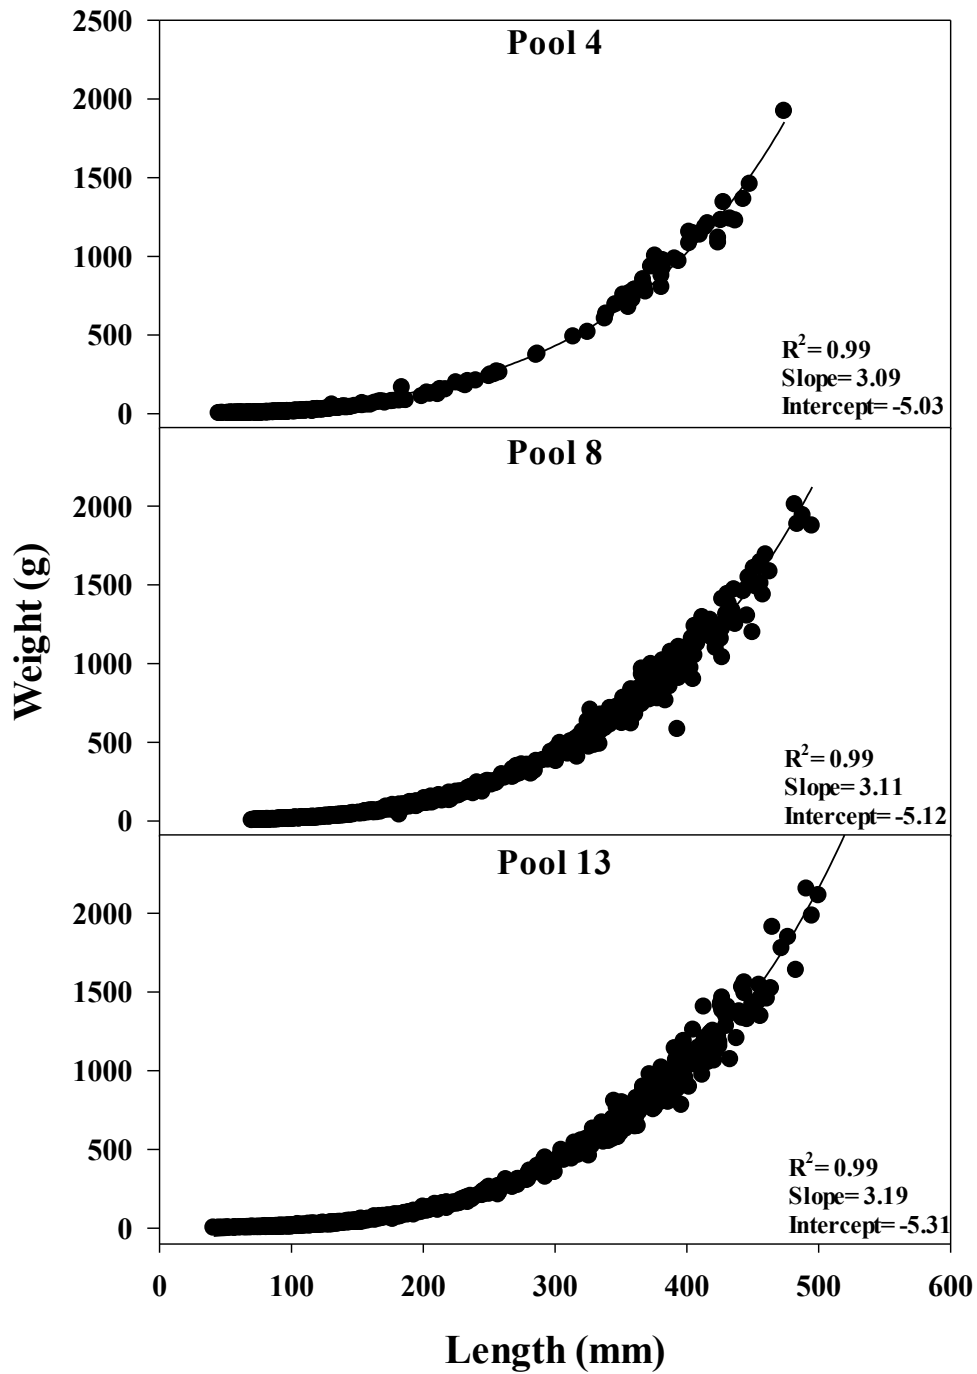 2500
Pool 4
2000
1500
1000
500
R²= 0.99
Slope= 3.09
Intercept= -5.03
0
Pool 8
2000
1500
1000
500
R²= 0.99
Slope= 3.11
Intercept= -5.12
0
Weight (g)
Pool 13
2000
1500
1000
500
R²= 0.99
Slope= 3.19
Intercept= -5.31
0
0 100 200 300 400 500 600
Length (mm)